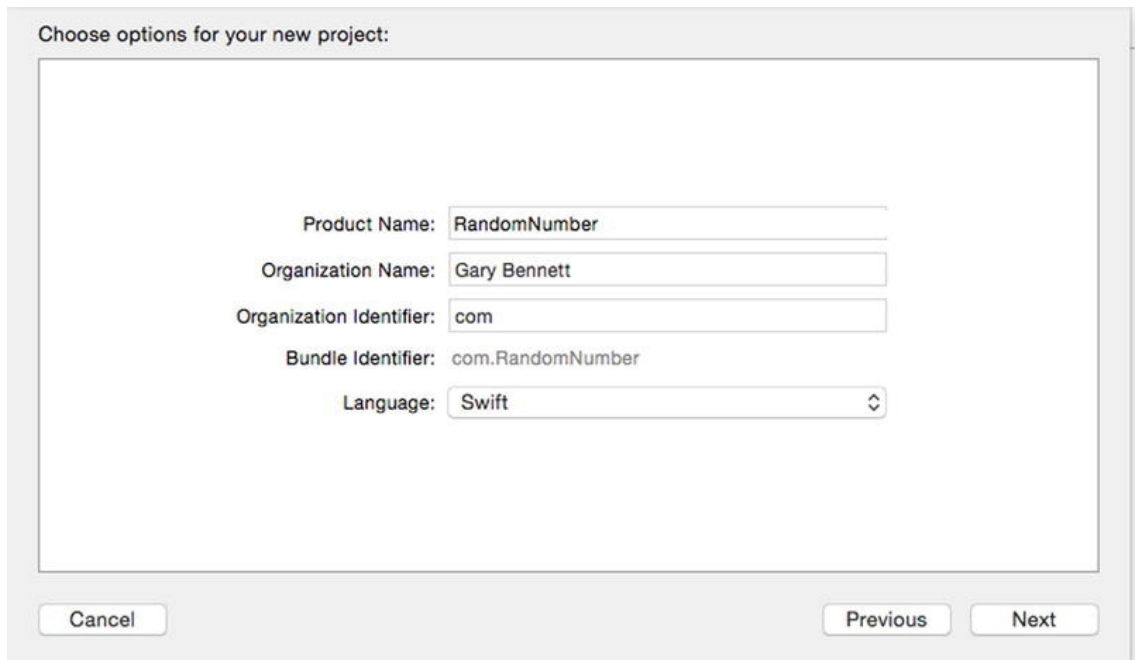 Choose options for your new project:
Product Name: RandomNumber
Organization Name: Gary Bennett
Organization Identifier: com
Bundle Identifier: com.RandomNumber
Language: Swift
Cancel Previous Next